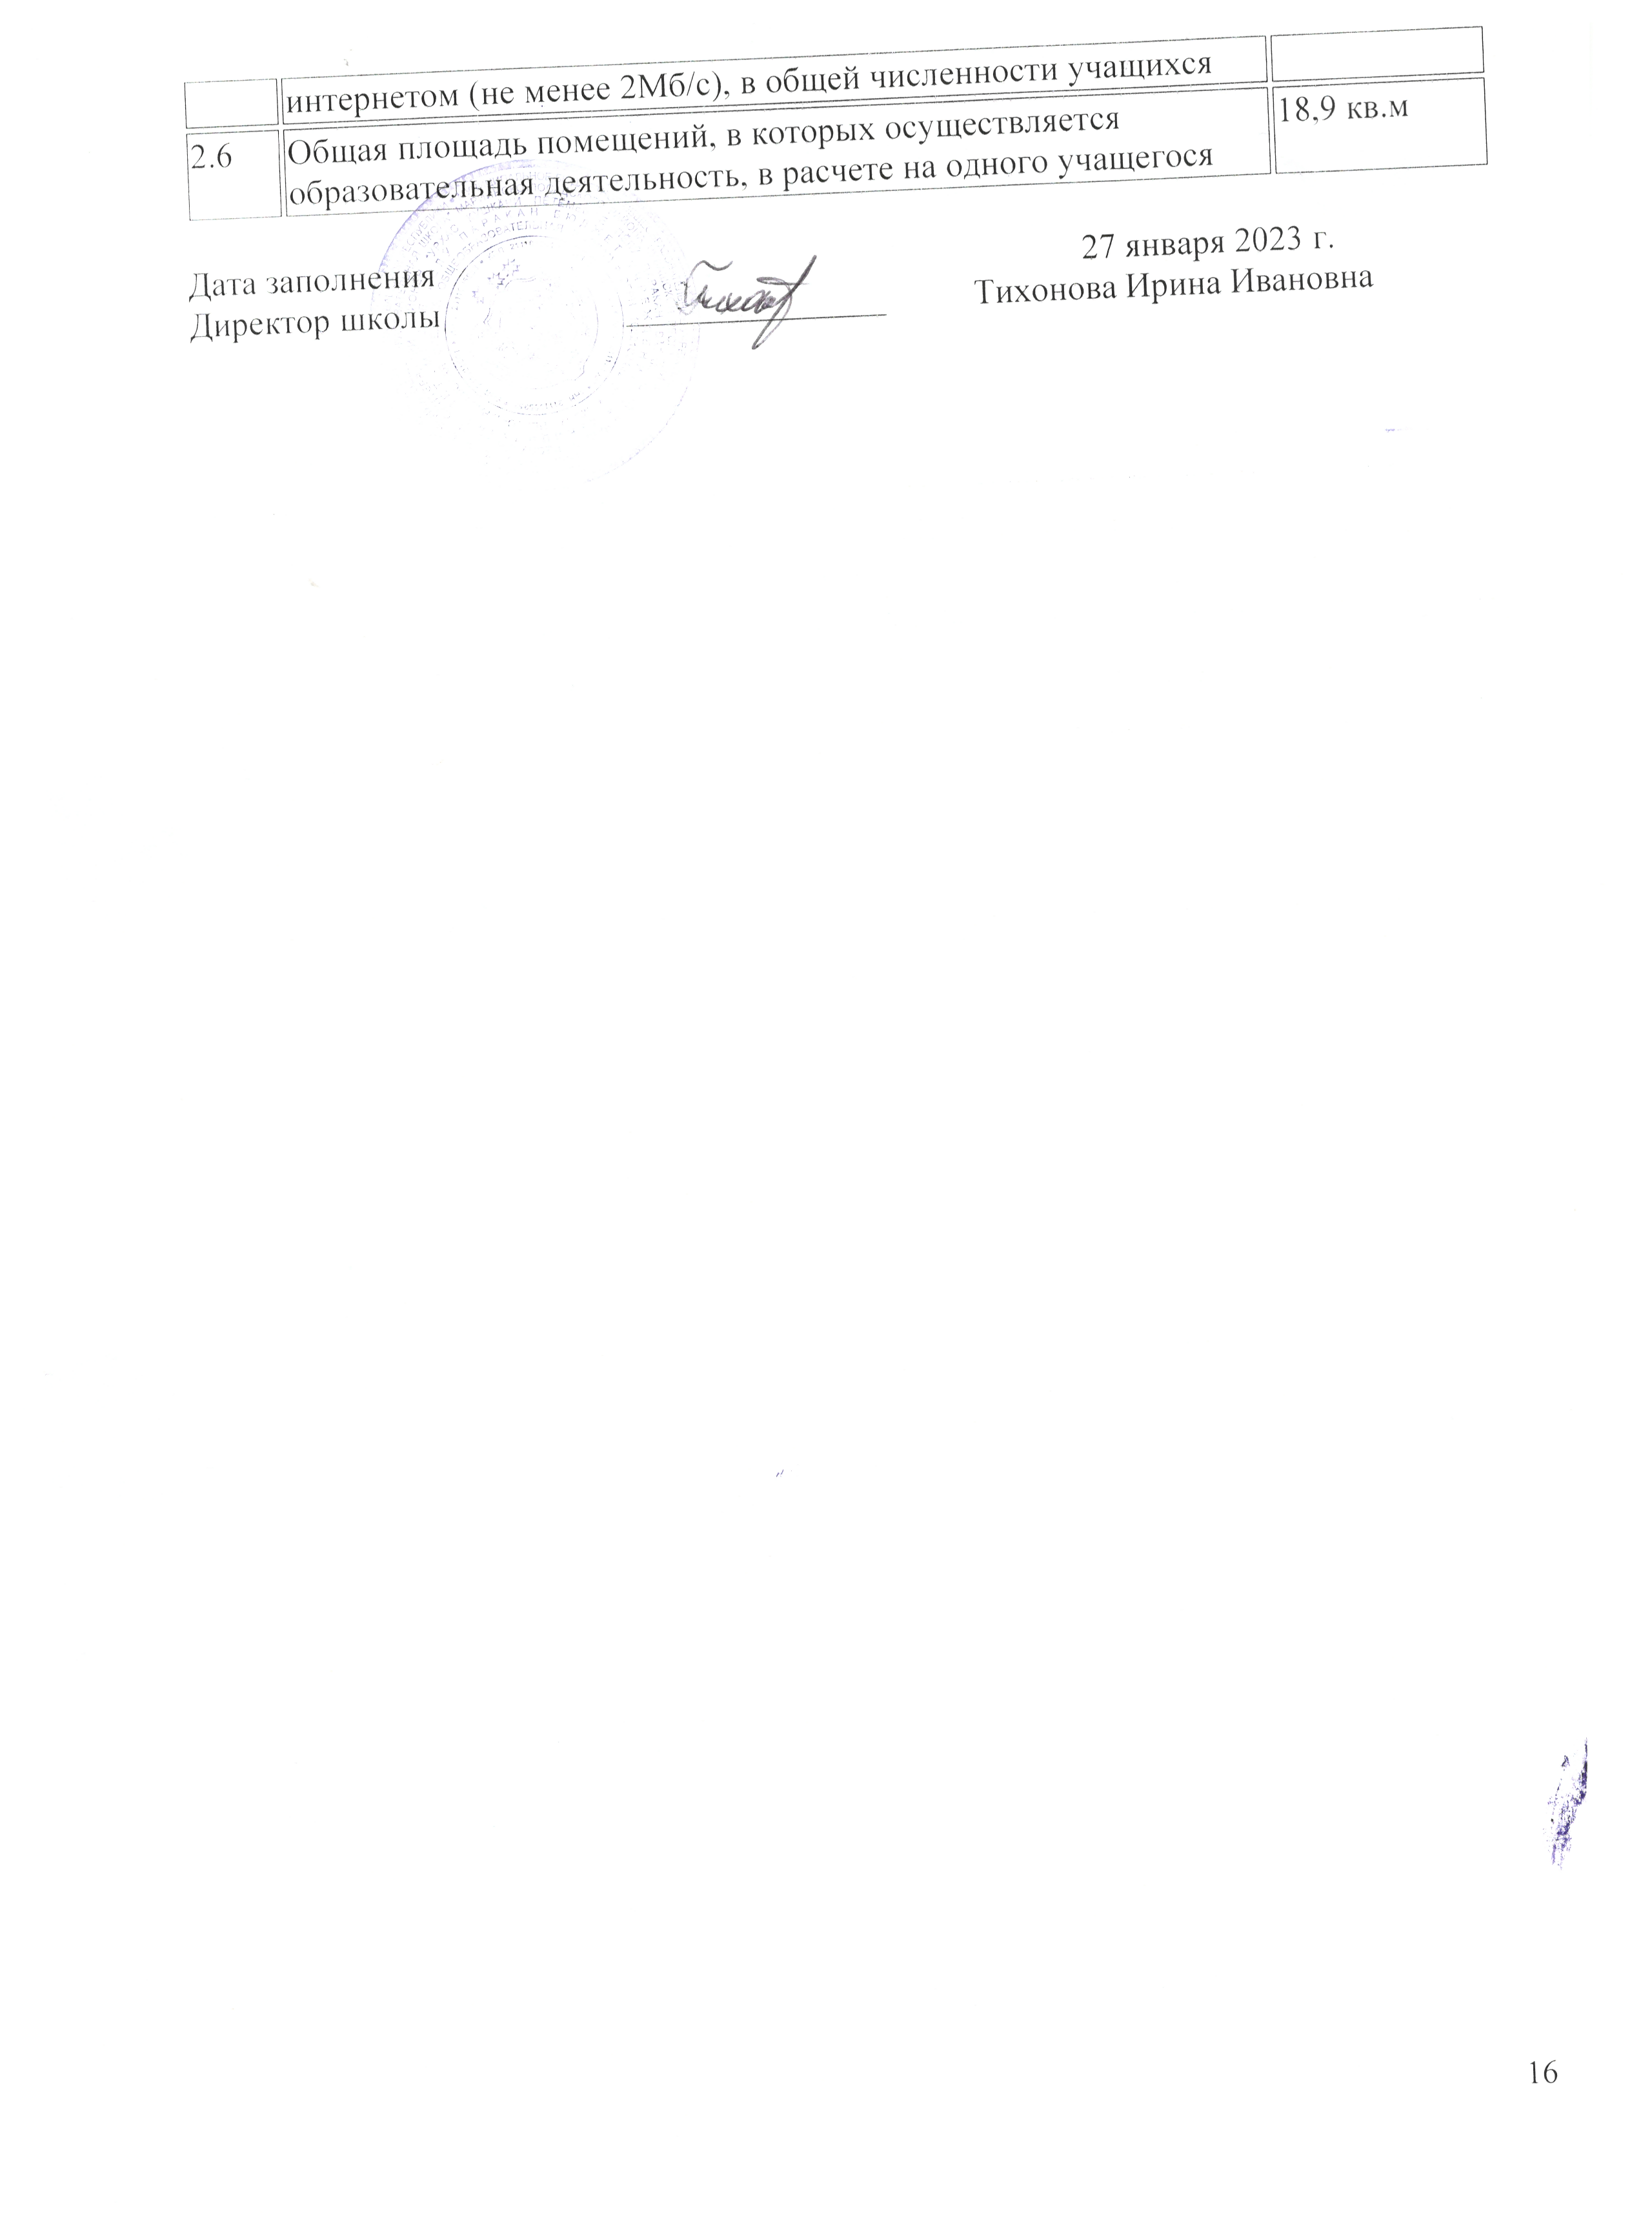 интернетом (не менее 2Мб/с), в общей численности учащихся
2.6 Общая площадь помещений, в которых осуществляется 18,9 кв.м
образовательная деятельность, в расчете на одного учащегося
27 января 2023 г.
Дата заполнения
Тихонова Ирина Ивановна
Директор школы
16